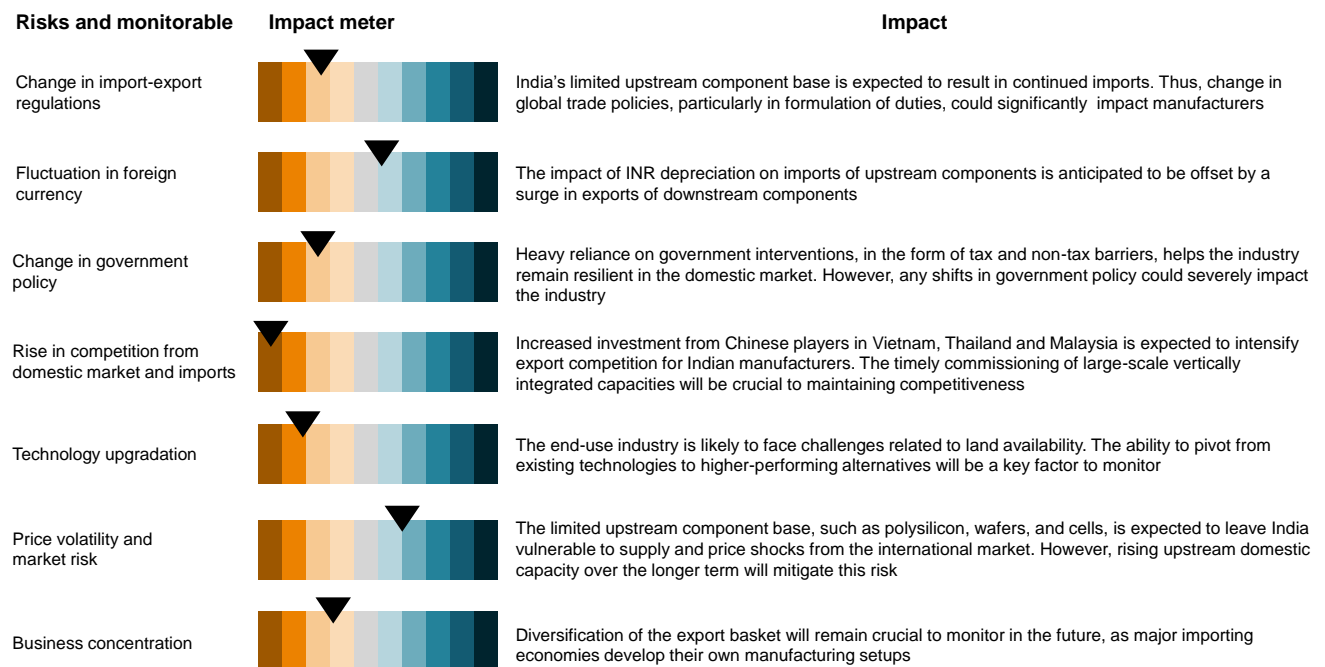 Risks and monitorable Impact meter Impact
Change in import-export
regulations
India’s limited upstream component base is expected to result in continued imports. Thus, change in
global trade policies, particularly in formulation of duties, could significantly impact manufacturers
Fluctuation in foreign
currency
The impact of INR depreciation on imports of upstream components is anticipated to be offset by a
surge in exports of downstream components
Change in government
policy
Heavy reliance on government interventions, in the form of tax and non-tax barriers, helps the industry
remain resilient in the domestic market. However, any shifts in government policy could severely impact
the industry
Rise in competition from
domestic market and imports
Increased investment from Chinese players in Vietnam, Thailand and Malaysia is expected to intensify
export competition for Indian manufacturers. The timely commissioning of large-scale vertically
integrated capacities will be crucial to maintaining competitiveness
Technology upgradation
The end-use industry is likely to face challenges related to land availability. The ability to pivot from
existing technologies to higher-performing alternatives will be a key factor to monitor
Price volatility and
market risk
The limited upstream component base, such as polysilicon, wafers, and cells, is expected to leave India
vulnerable to supply and price shocks from the international market. However, rising upstream domestic
capacity over the longer term will mitigate this risk
Business concentration
Diversification of the export basket will remain crucial to monitor in the future, as major importing
economies develop their own manufacturing setups